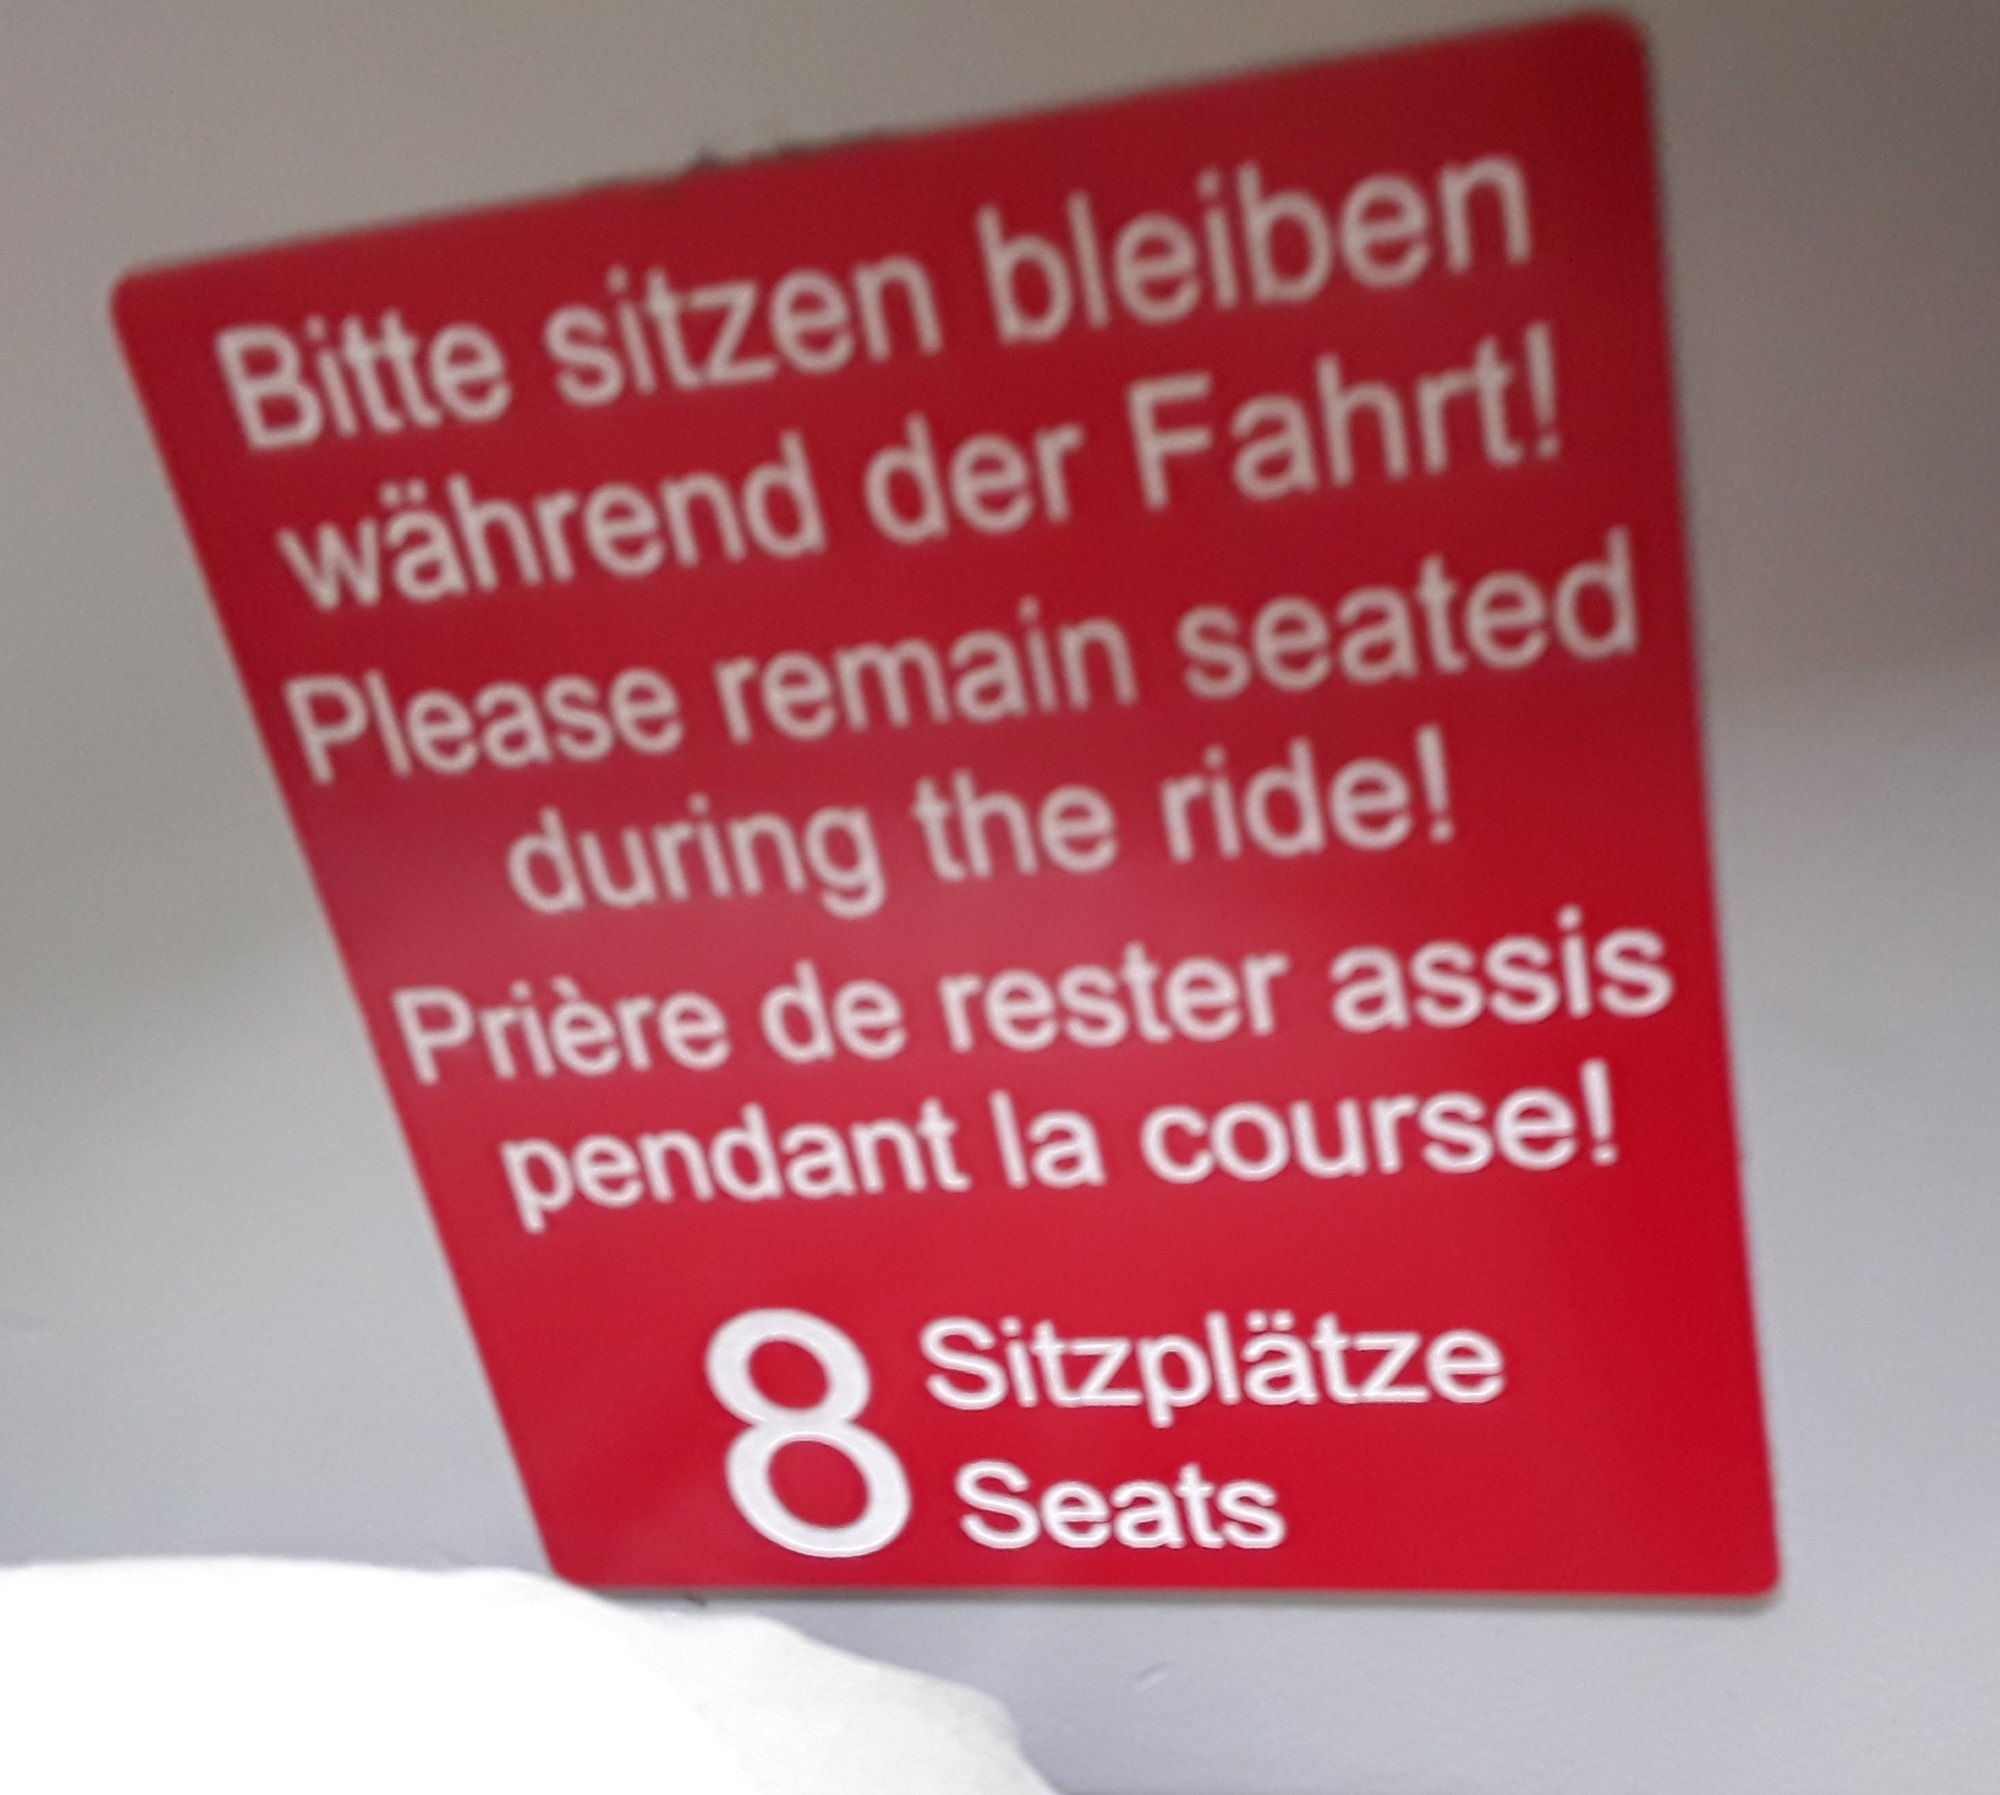 Bitte sitzen bleiben
während der Fahrt!
Please remain seated
during the ride!
Prière de rester assis
pendant la course!
8 Sitzplätze
Seats